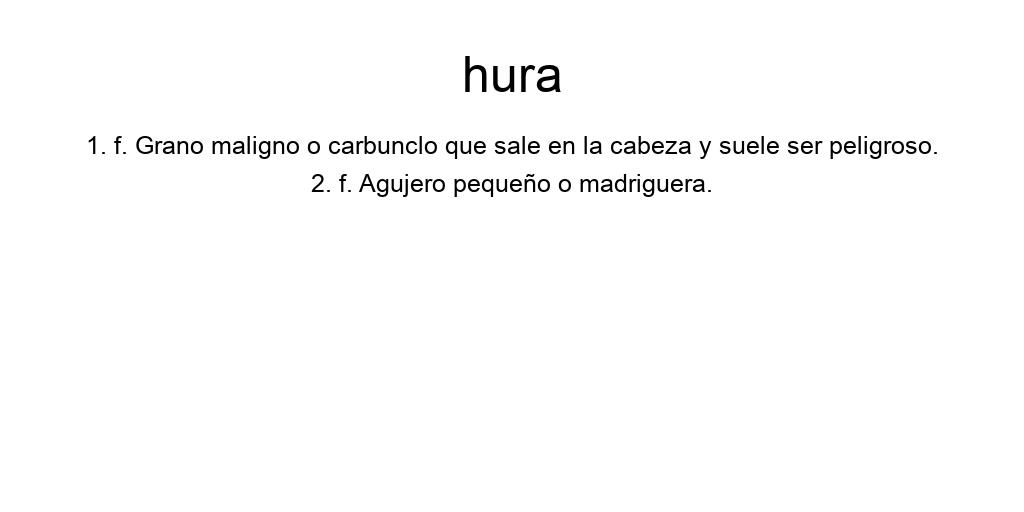 hura
1. f. Grano maligno o carbunclo que sale en la cabeza y suele ser peligroso.
2. f. Agujero pequeño o madriguera.